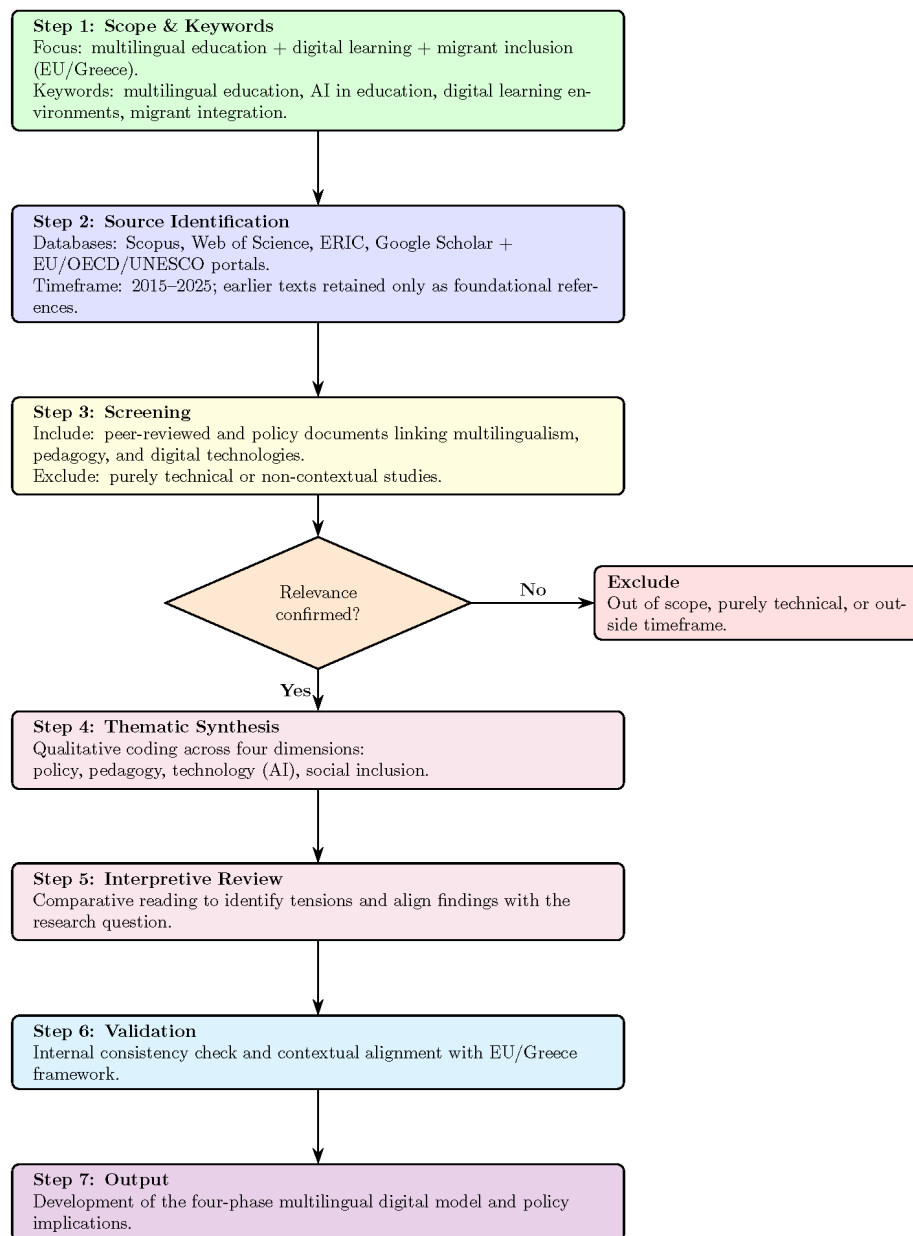 Step 1: Scope & Keywords
Focus: multilingual education + digital learning + migrant inclusion
(EU/Greece).
Keywords: multilingual education, AI in education, digital learning en-
vironments, migrant integration.
Step 2: Source Identification
Databases: Scopus, Web of Science, ERIC, Google Scholar +
EU/OECD/UNESCO portals.
Timeframe: 2015–2025; earlier texts retained only as foundational refer-
ences.
Step 3: Screening
Include: peer-reviewed and policy documents linking multilingualism,
pedagogy, and digital technologies.
Exclude: purely technical or non-contextual studies.
Relevance
confirmed?
No
Exclude
Out of scope, purely technical, or out-
side timeframe.
Yes
Step 4: Thematic Synthesis
Qualitative coding across four dimensions:
policy, pedagogy, technology (AI), social inclusion.
Step 5: Interpretive Review
Comparative reading to identify tensions and align findings with the
research question.
Step 6: Validation
Internal consistency check and contextual alignment with EU/Greece
framework.
Step 7: Output
Development of the four-phase multilingual digital model and policy
implications.